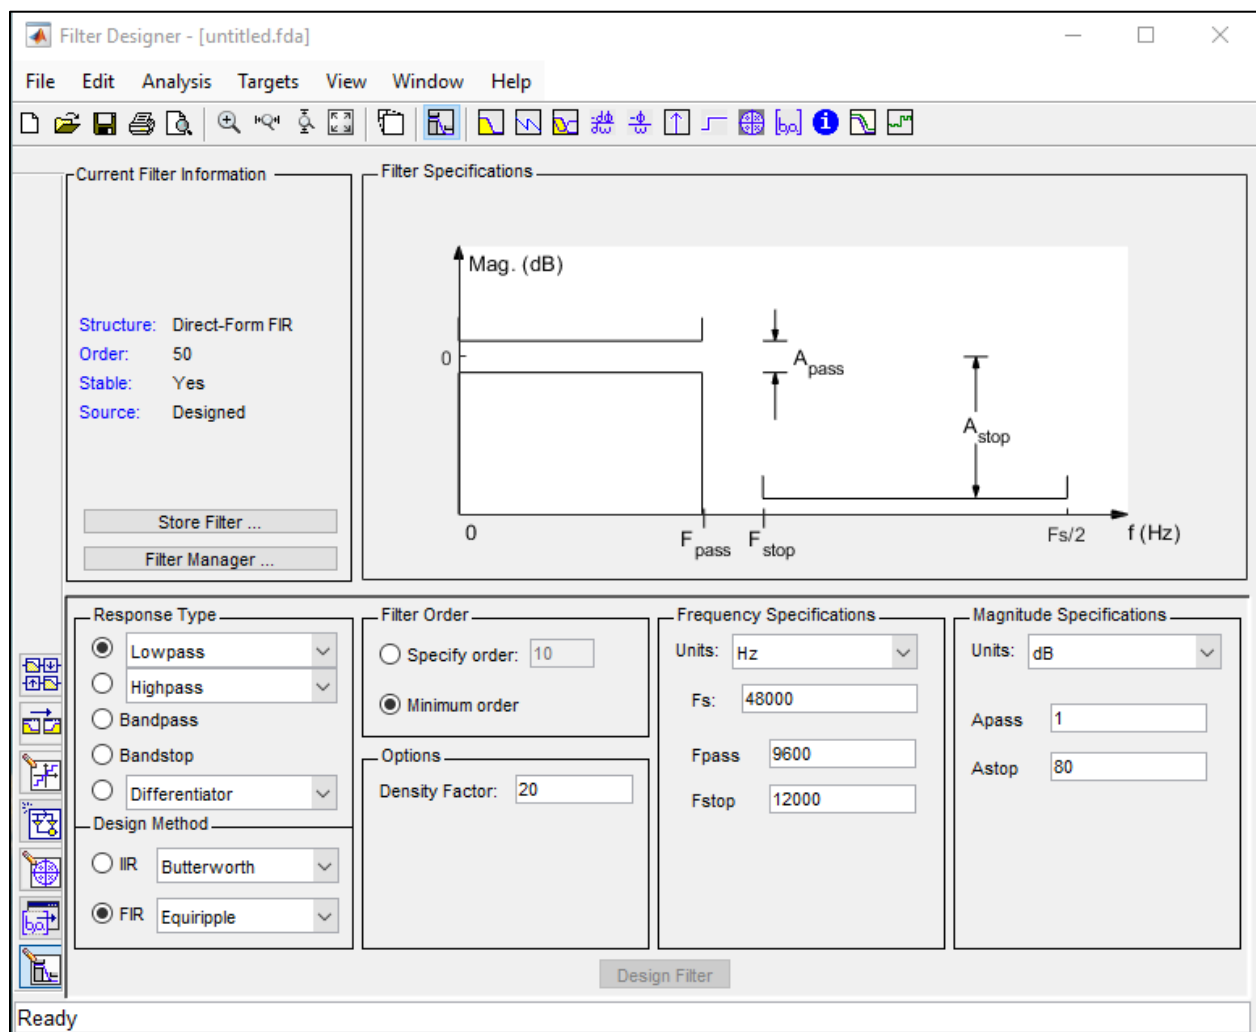 Filter Designer - [untitled.fda]
File Edit Analysis Targets View Window Help
Current Filter Information
Structure: Direct-Form FIR
Order: 50
Stable: Yes
Source: Designed
Store Filter ...
Filter Manager ...
Filter Specifications
Mag. (dB)
0
A pass
A stop
0
F pass
F stop
Fs/2
f (Hz)
Response Type
Lowpass
Highpass
Bandpass
Bandstop
Differentiator
Design Method
IIR Butterworth
FIR Equiripple
Filter Order
Specify order: 10
Minimum order
Options
Density Factor: 20
Frequency Specifications
Units: Hz
Fs: 48000
Fpass 9600
Fstop 12000
Magnitude Specifications
Units: dB
Apass 1
Astop 80
Design Filter
Ready